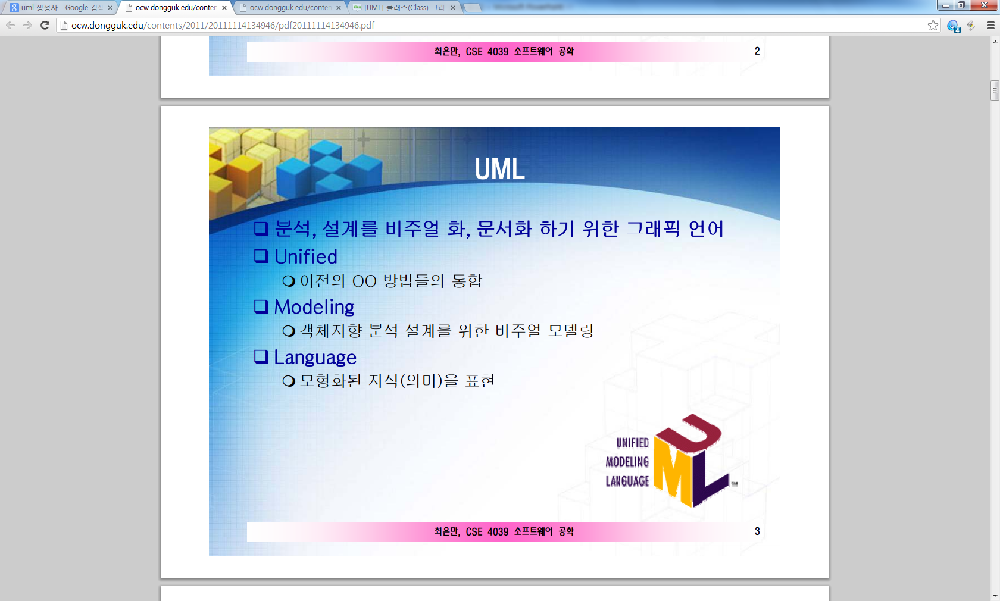 uml 생성자 - Google 검색
ocw.dongguk.edu/conten
ocw.dongguk.edu/conten
[UML] 클래스(Class) 그리
ocw.dongguk.edu/contents/2011/20111114134946/pdf20111114134946.pdf
최은만, CSE 4039 소프트웨어 공학 2
UML
분석, 설계를 비주얼 화, 문서화 하기 위한 그래픽 언어
Unified
이전의 OO 방법들의 통합
Modeling
객체지향 분석 설계를 위한 비주얼 모델링
Language
모형화된 지식(의미)을 표현
UNIFIED
MODELING
LANGUAGE
UML
최은만, CSE 4039 소프트웨어 공학 3